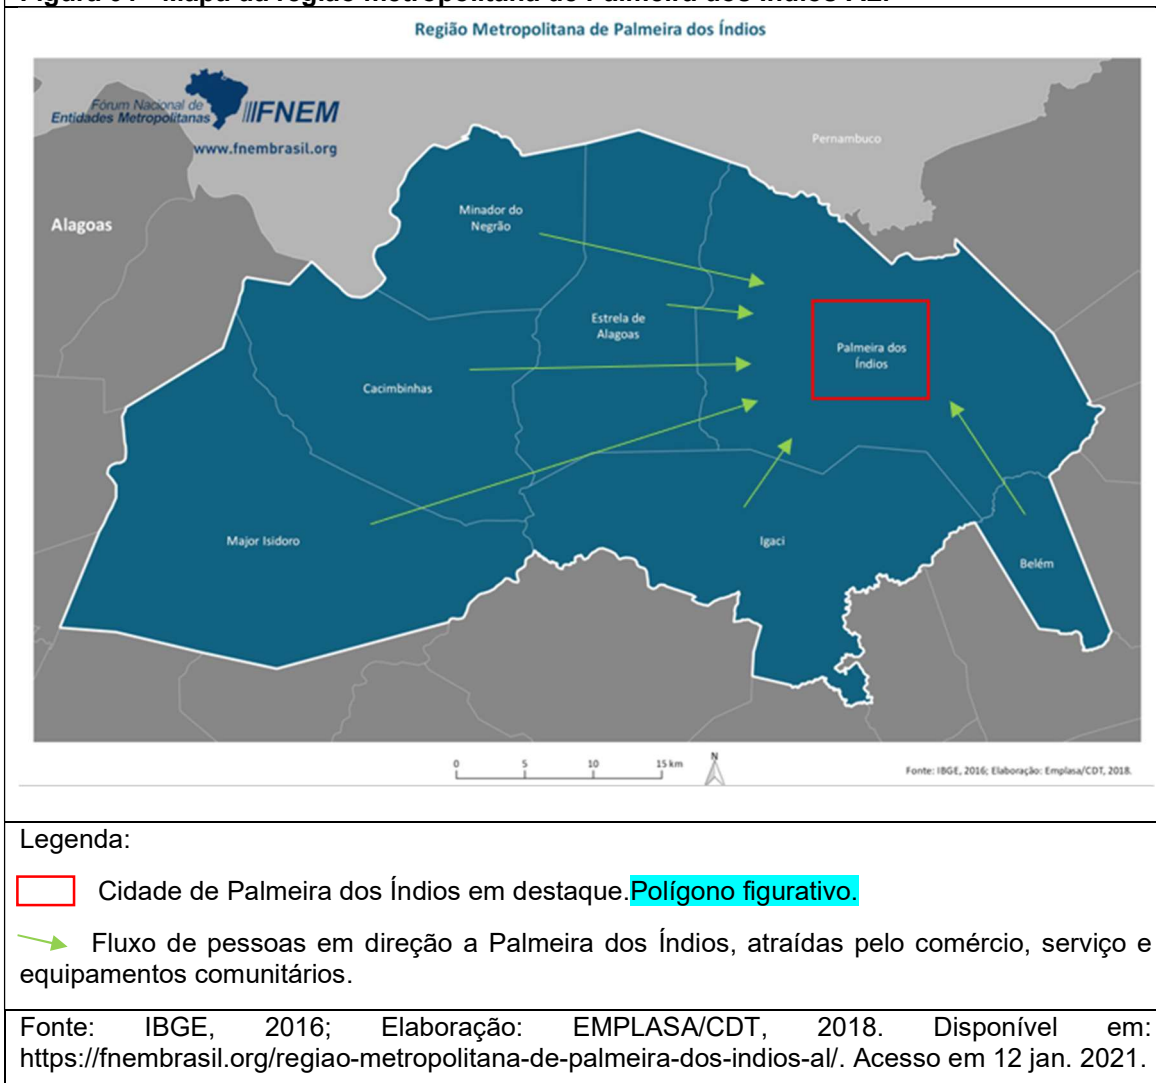 Região Metropolitana de Palmeira dos Índios
Fórum Nacional de
Entidades Metropolitanas
FNEM
www.fnembrasil.org
Pernambuco
Alagoas
Minador do
Negrão
Estrela de
Alagoas
Palmeira dos
Índios
Cacimbinhas
Major Isidoro
Igaci
Belém
0 5 10 15 km
N
Fonte: IBGE, 2016; Elaboração: Emplasa/CDT, 2018.
Legenda:
Cidade de Palmeira dos Índios em destaque.Polígono figurativo.
Fluxo de pessoas em direção a Palmeira dos Índios, atraídas pelo comércio, serviço e
equipamentos comunitários.
Fonte: IBGE, 2016; Elaboração: EMPLASA/CDT, 2018. Disponível em:
https://fnembrasil.org/regiao-metropolitana-de-palmeira-dos-indios-al/. Acesso em 12 jan. 2021.